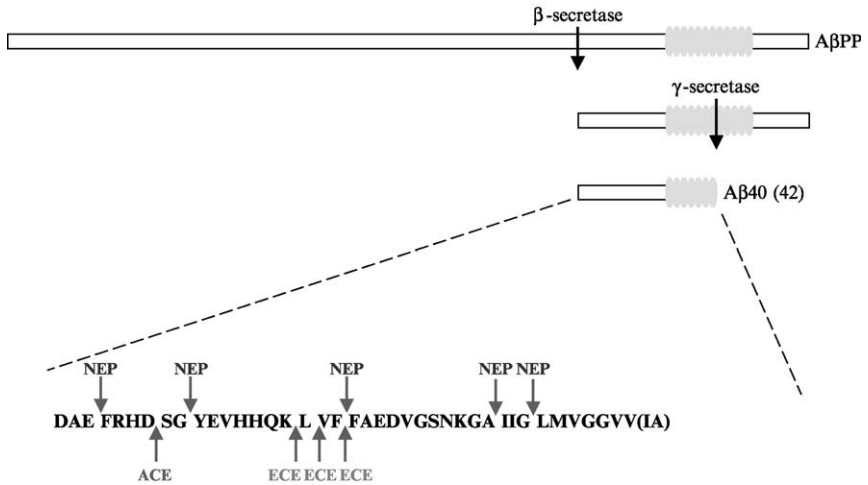 β-secretase
AβPP
γ-secretase
Aβ40 (42)
NEP NEP NEP NEP NEP
DAE FRHD SG YEVHHQK L VF FAEDVGSNKGA IIG LMVGGVV(IA)
ACE ECE ECE ECE